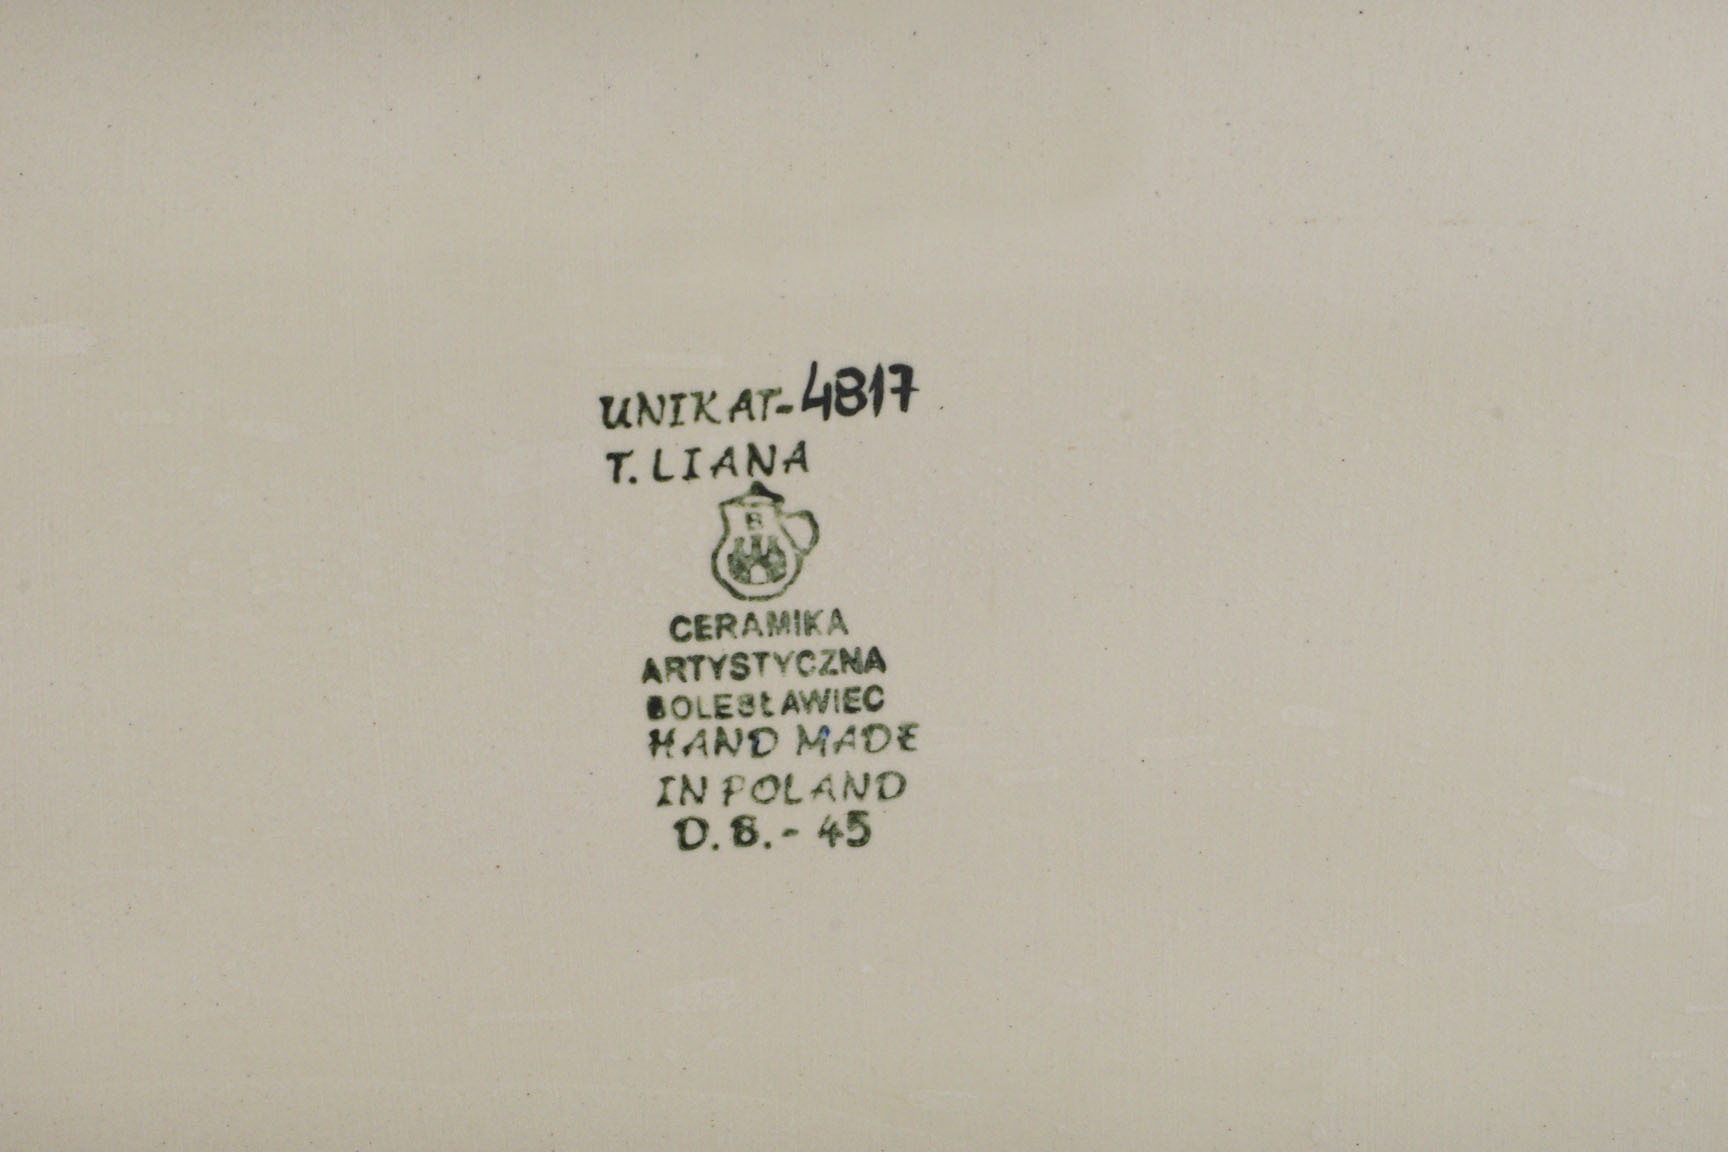 UNIKAT-4817
T. LIANA
B
CERAMIKA
ARTYSTYCZNA
BOLESŁAWIEC
HAND MADE
IN POLAND
D.B.- 45